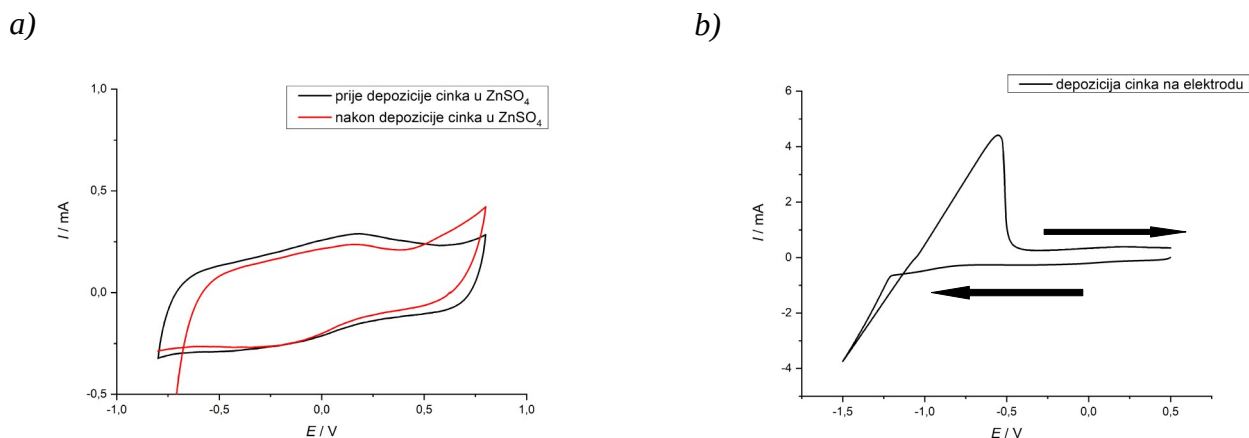 a)
b)
1,0
0,5
0,0
-0,5
I / mA
-1,0
-0,5
0,0
0,5
1,0
E / V
prije depozicije cinka u ZnSO₄
nakon depozicije cinka u ZnSO₄
6
4
2
0
-2
-4
I / mA
-1,5
-1,0
-0,5
0,0
0,5
E / V
depozicija cinka na elektrodu